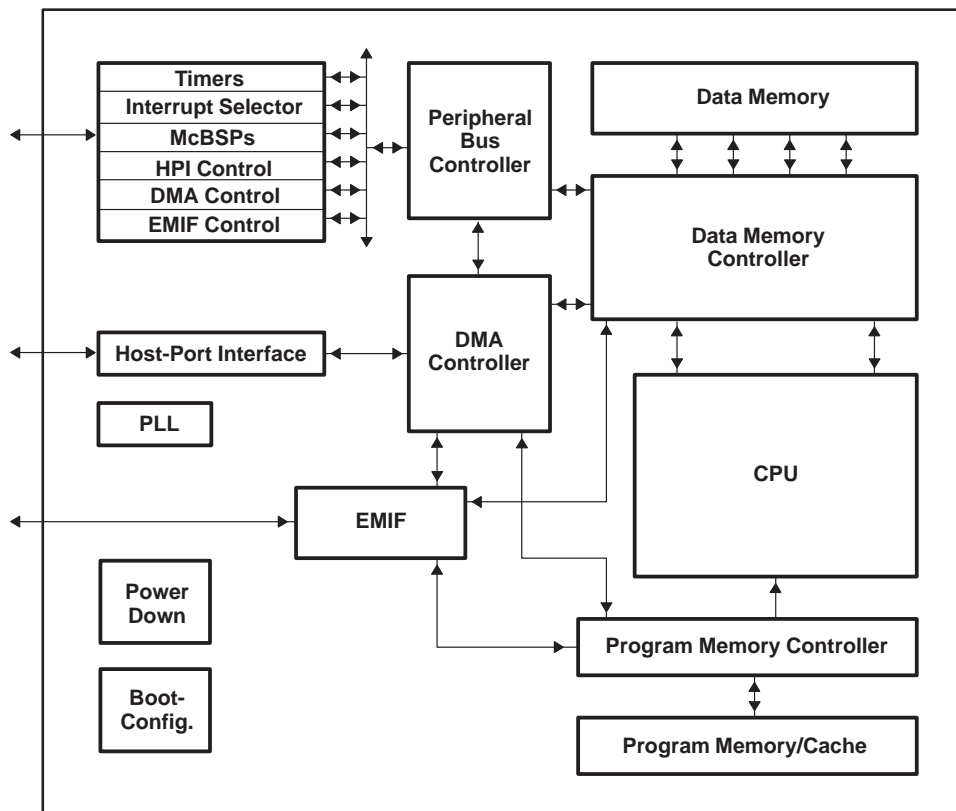 Timers
Interrupt Selector
McBSPs
HPI Control
DMA Control
EMIF Control
Peripheral
Bus
Controller
Data Memory
Data Memory
Controller
Host-Port Interface
DMA
Controller
PLL
CPU
EMIF
Power
Down
Program Memory Controller
Boot-
Config.
Program Memory/Cache